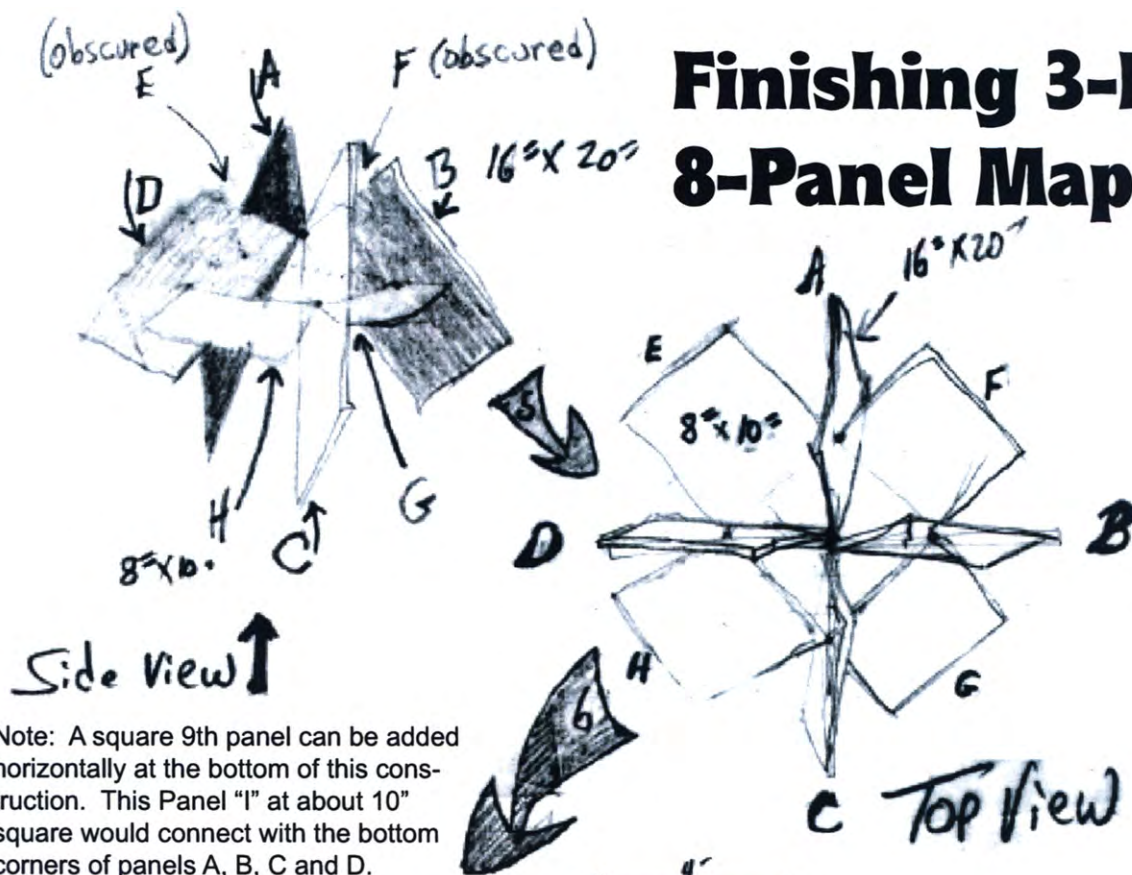 (obscured)
E
A
F (obscured)
D
B 16" X 20"
H
8" X 10"
C
G
Side View
Finishing 3-
8-Panel Map
A
16" X 20"
E
F
8" X 10"
D
B
H
G
C
Top View
5
6
Note: A square 9th panel can be added
horizontally at the bottom of this cons-
truction. This Panel "I" at about 10"
square would connect with the bottom
corners of panels A, B, C and D.